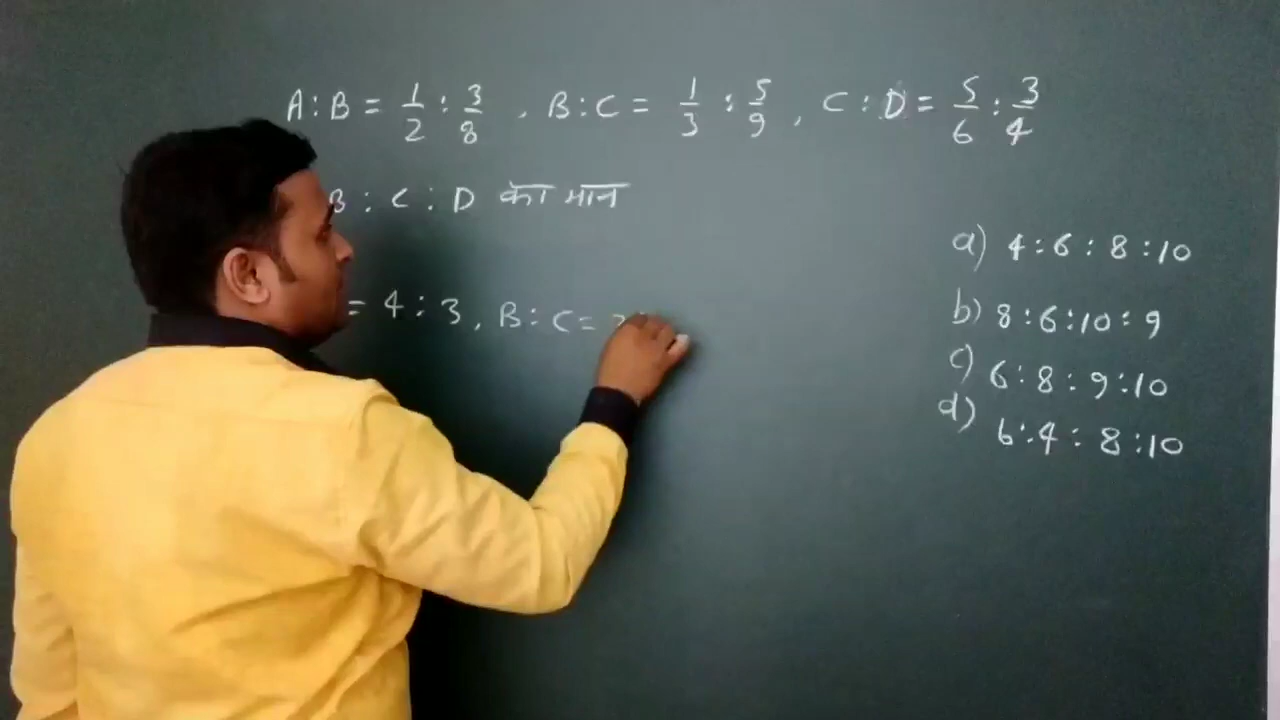 A : B = 1/2 : 3/8 , B : C = 1/3 : 5/9 , C : D = 5/6 : 3/4
B : C : D का मान
= 4 : 3 , B : C =
a) 4 : 6 : 8 : 10
b) 8 : 6 : 10 : 9
c) 6 : 8 : 9 : 10
d) 6 : 4 : 8 : 10